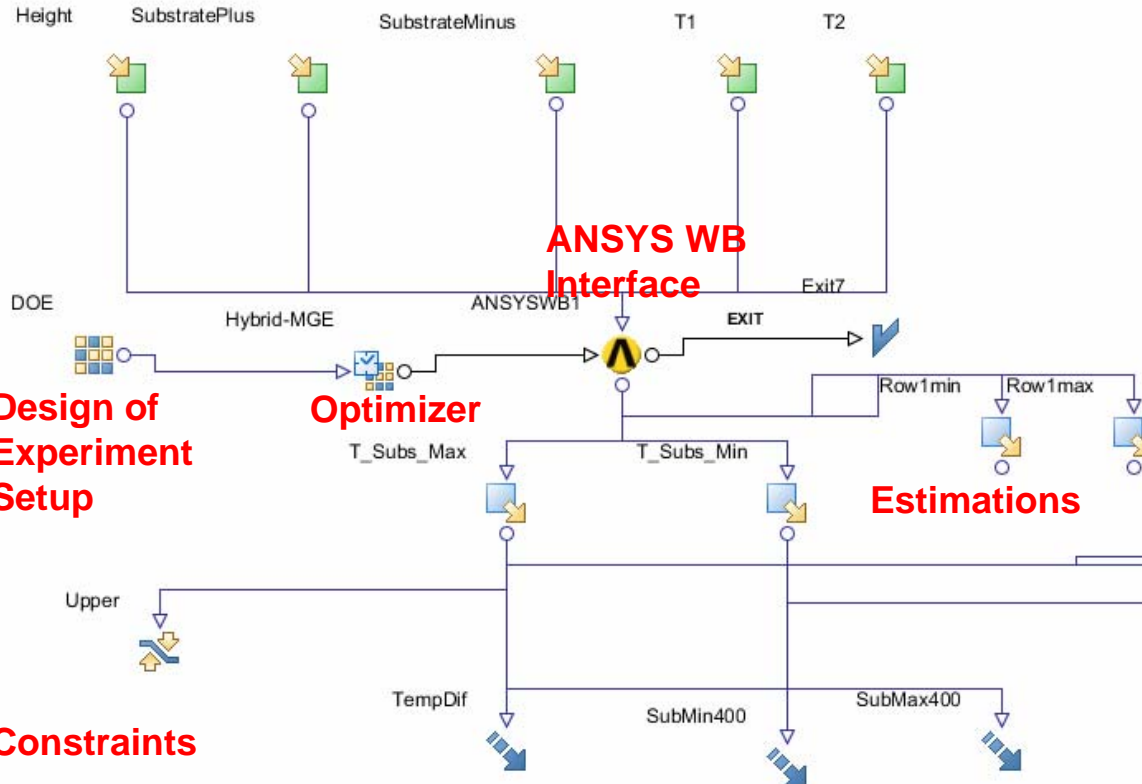 Height
SubstratePlus
SubstrateMinus
T1
T2
ANSYS WB
Interface
DOE
Hybrid-MGE
ANSYSWB1
Exit7
EXIT
Design of
Experiment
Setup
Optimizer
Row1min
Row1max
T_Subs_Max
T_Subs_Min
Estimations
Upper
TempDif
SubMin400
SubMax400
Constraints